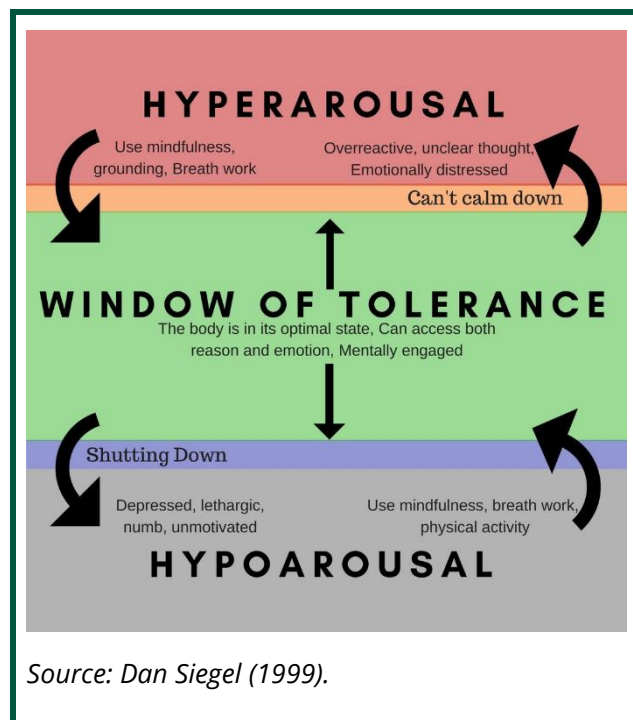 HYPERAROUSAL
Use mindfulness,
grounding, Breath work
Overreactive, unclear thought,
Emotionally distressed
Can't calm down
WINDOW OF TOLERANCE
The body is in its optimal state, Can access both
reason and emotion, Mentally engaged
Shutting Down
Depressed, lethargic,
numb, unmotivated
Use mindfulness, breath work,
physical activity
HYPOAROUSAL
Source: Dan Siegel (1999).